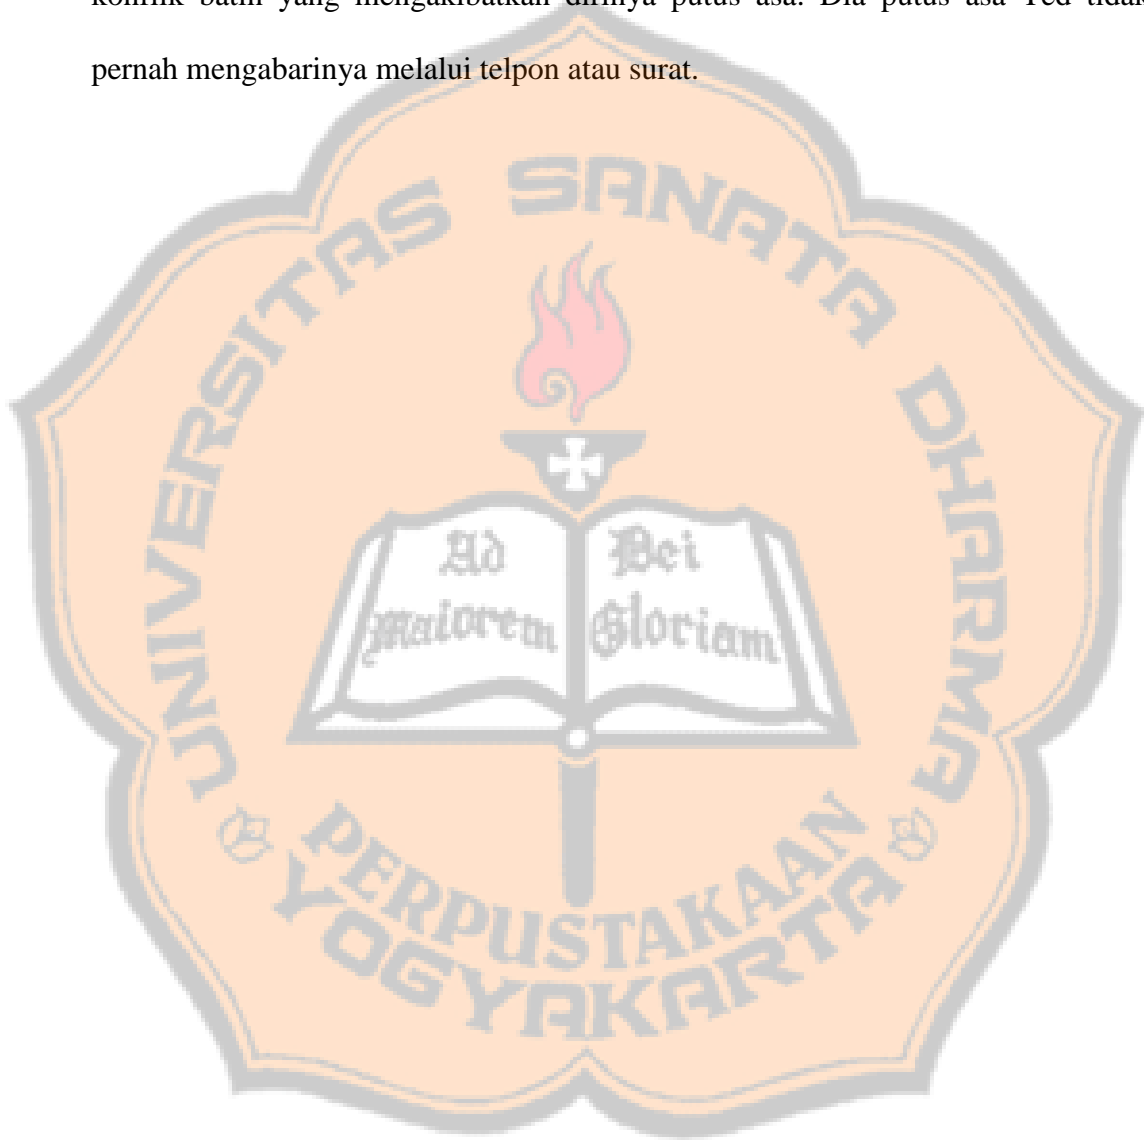 konflik batin yang mengakibatkan dirinya putus asa. Dia putus asa Ted tidak
pernah mengabarinya melalui telpon atau surat.
UNIVERSITAS SANATA DHARMA
Ad
Maiorem
Dei
Gloriam
PERPUSTAKAAN
YOGYAKARTA